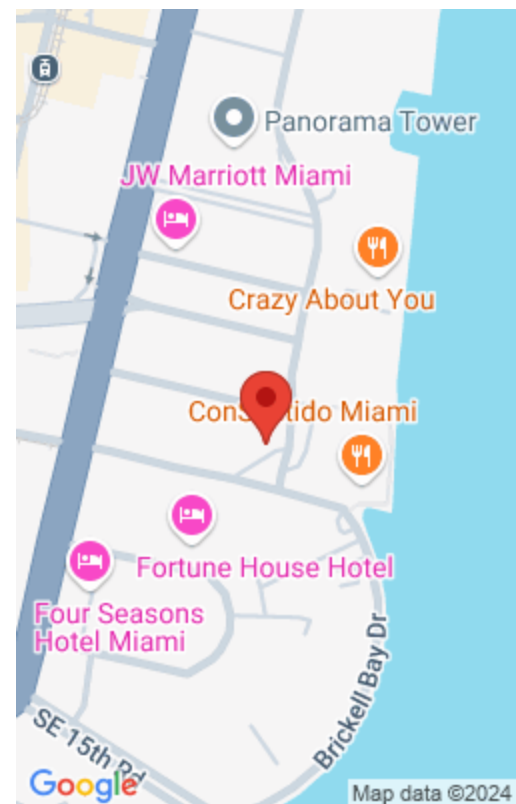 Panorama Tower
JW Marriott Miami
Crazy About You
Miami
Fortune House Hotel
Four Seasons
Hotel Miami
Brickell Bay Dr
SE 15th Rd
Google
Map data ©2024